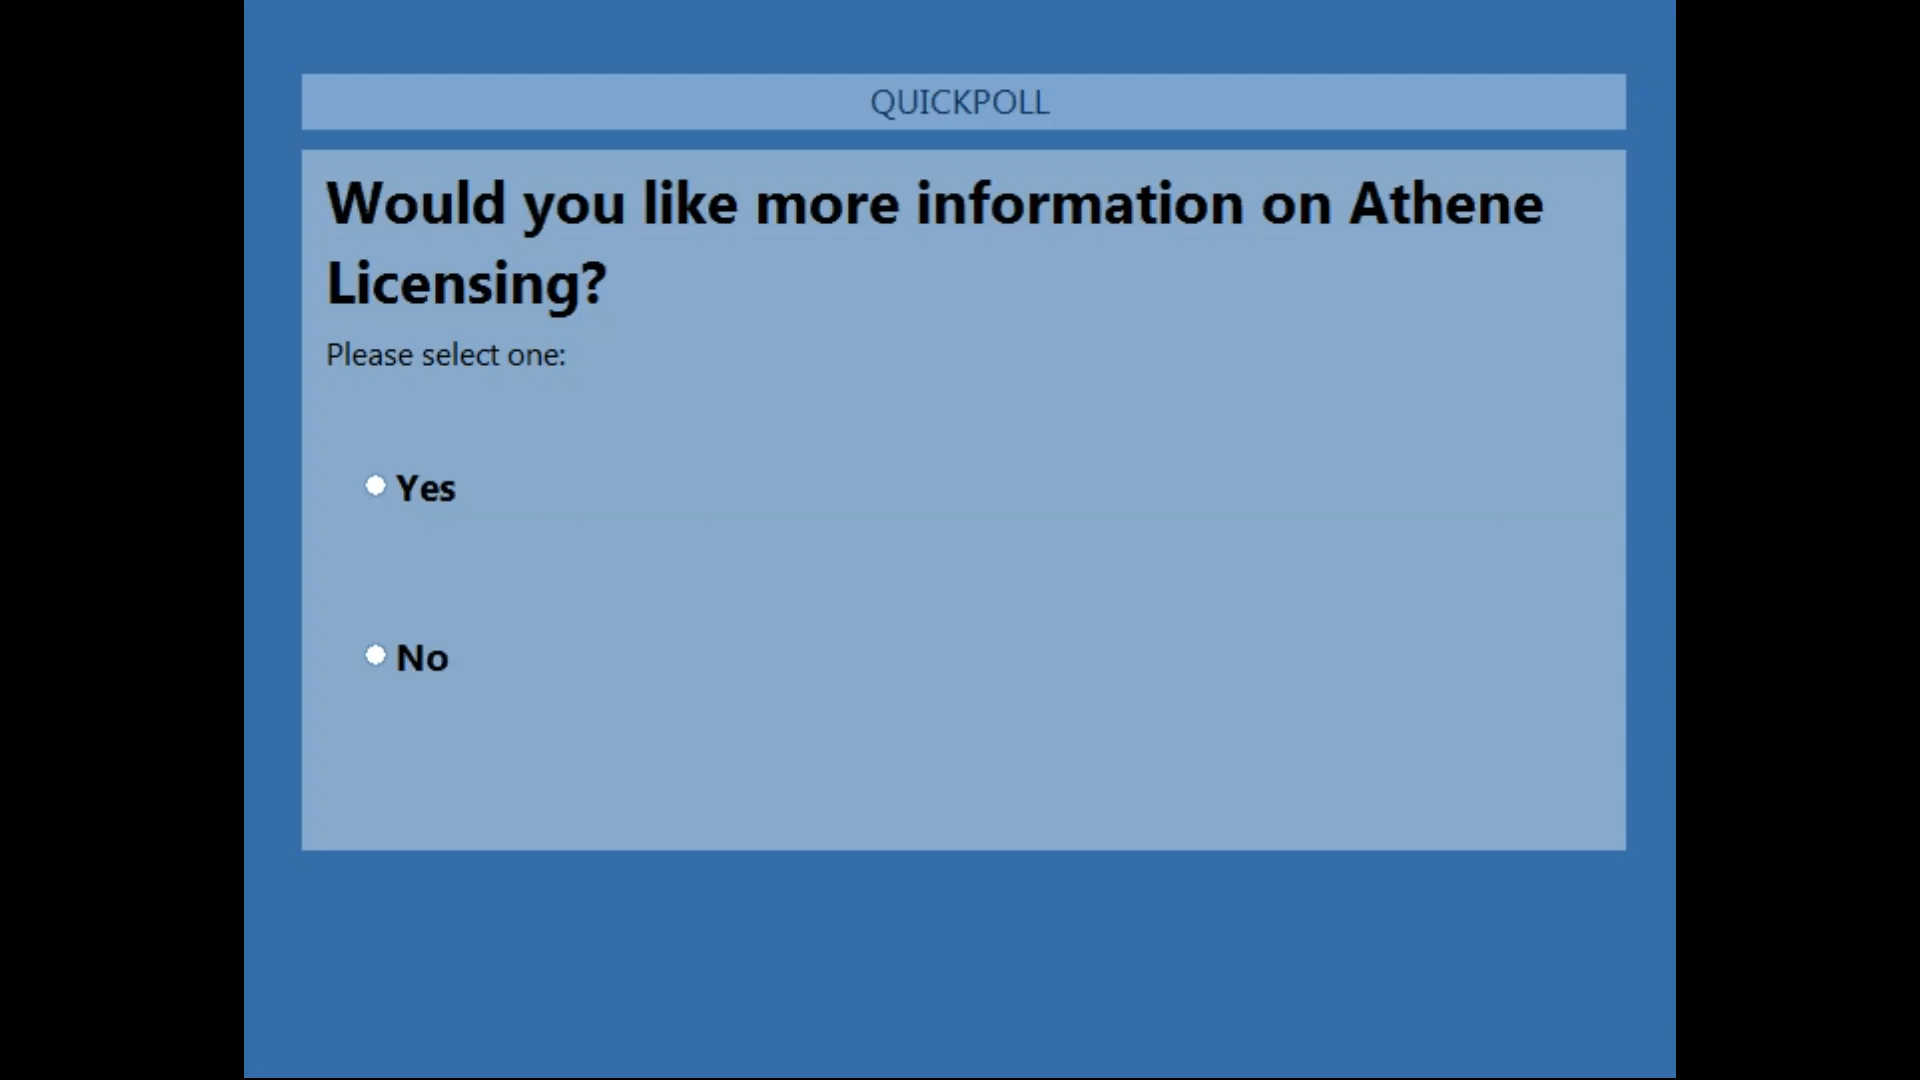 QUICKPOLL
Would you like more information on Athene
Licensing?
Please select one:
Yes
No